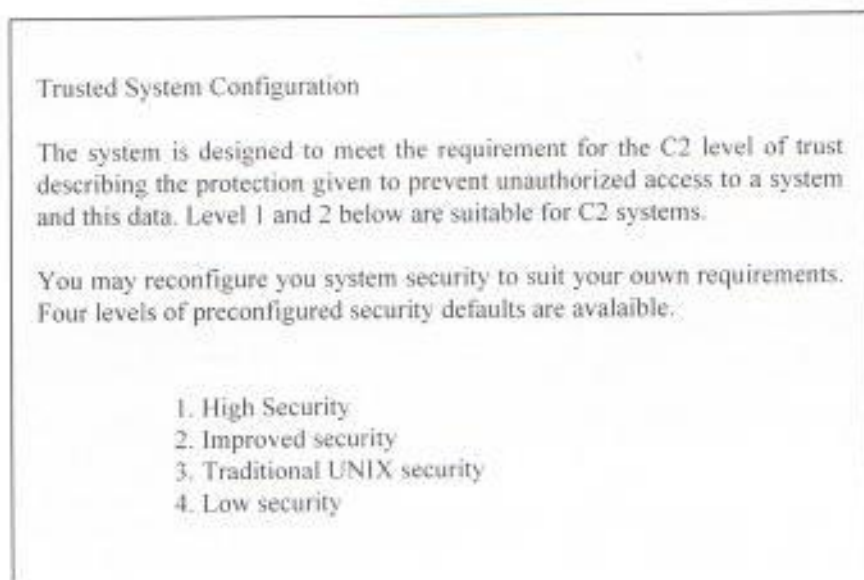 Trusted System Configuration
The system is designed to meet the requirement for the C2 level of trust
describing the protection given to prevent unauthorized access to a system
and this data. Level 1 and 2 below are suitable for C2 systems.
You may reconfigure you system security to suit your ouwn requirements.
Four levels of preconfigured security defaults are avalaible.
1. High Security
2. Improved security
3. Traditional UNIX security
4. Low security